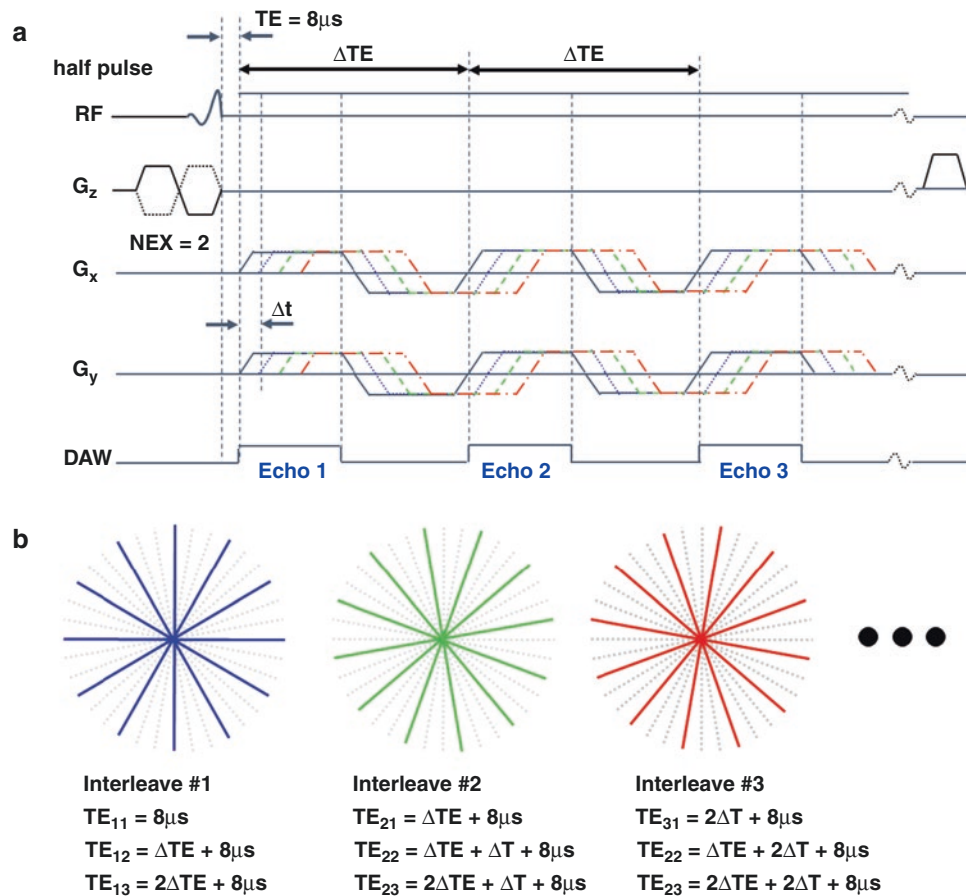 a
TE = 8μs
ΔTE ΔTE
half pulse
RF
Gz
NEX = 2
Gx
Δt
Gy
DAW
Echo 1 Echo 2 Echo 3
b
Interleave #1 Interleave #2 Interleave #3
TE11 = 8μs TE21 = ΔTE + 8μs TE31 = 2ΔT + 8μs
TE12 = ΔTE + 8μs TE22 = ΔTE + ΔT + 8μs TE22 = ΔTE + 2ΔT + 8μs
TE13 = 2ΔTE + 8μs TE23 = 2ΔTE + ΔT + 8μs TE23 = 2ΔTE + 2ΔT + 8μs